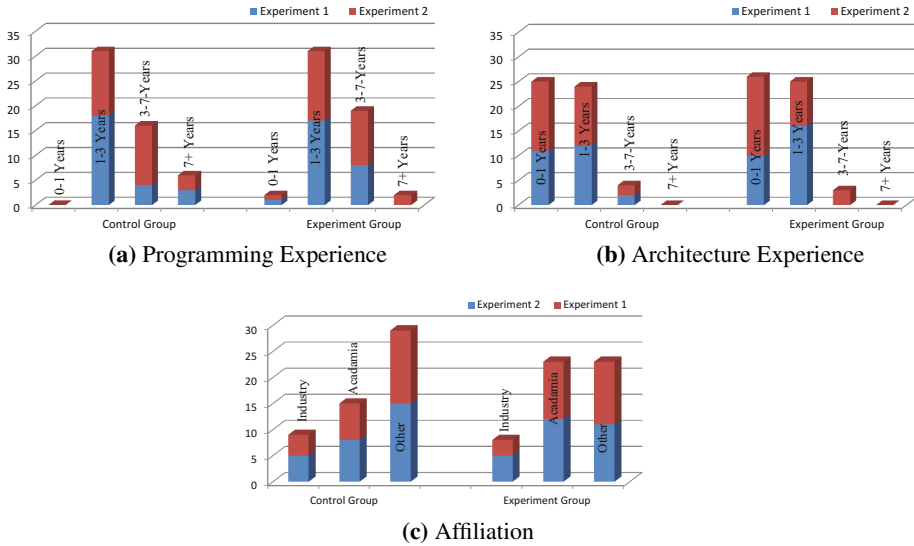 Experiment 1 Experiment 2
35
30
25
20
15
10
5
0
0-1 Years
1-3 Years
3-7-Years
7+ Years
0-1 Years
1-3 Years
3-7-Years
7+ Years
Control Group Experiment Group
(a) Programming Experience
Experiment 1 Experiment 2
35
30
25
20
15
10
5
0
0-1 Years
1-3 Years
3-7-Years
7+ Years
0-1 Years
1-3 Years
3-7-Years
7+ Years
Control Group Experiment Group
(b) Architecture Experience
Experiment 2 Experiment 1
30
25
20
15
10
5
0
Industry
Acadamia
Other
Industry
Acadamia
Other
Control Group Experiment Group
(c) Affiliation